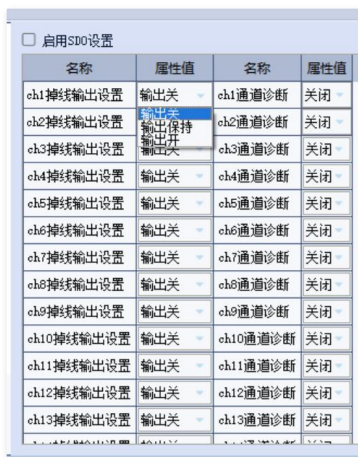 启用SDO设置
名称 属性值 名称 属性值
ch1掉线输出设置 输出关 ch1通道诊断 关闭
输出关
ch2掉线输出设置 输出保持 ch2通道诊断 关闭
输出开
ch3掉线输出设置 输出关 ch3通道诊断 关闭
ch4掉线输出设置 输出关 ch4通道诊断 关闭
ch5掉线输出设置 输出关 ch5通道诊断 关闭
ch6掉线输出设置 输出关 ch6通道诊断 关闭
ch7掉线输出设置 输出关 ch7通道诊断 关闭
ch8掉线输出设置 输出关 ch8通道诊断 关闭
ch9掉线输出设置 输出关 ch9通道诊断 关闭
ch10掉线输出设置 输出关 ch10通道诊断 关闭
ch11掉线输出设置 输出关 ch11通道诊断 关闭
ch12掉线输出设置 输出关 ch12通道诊断 关闭
ch13掉线输出设置 输出关 ch13通道诊断 关闭